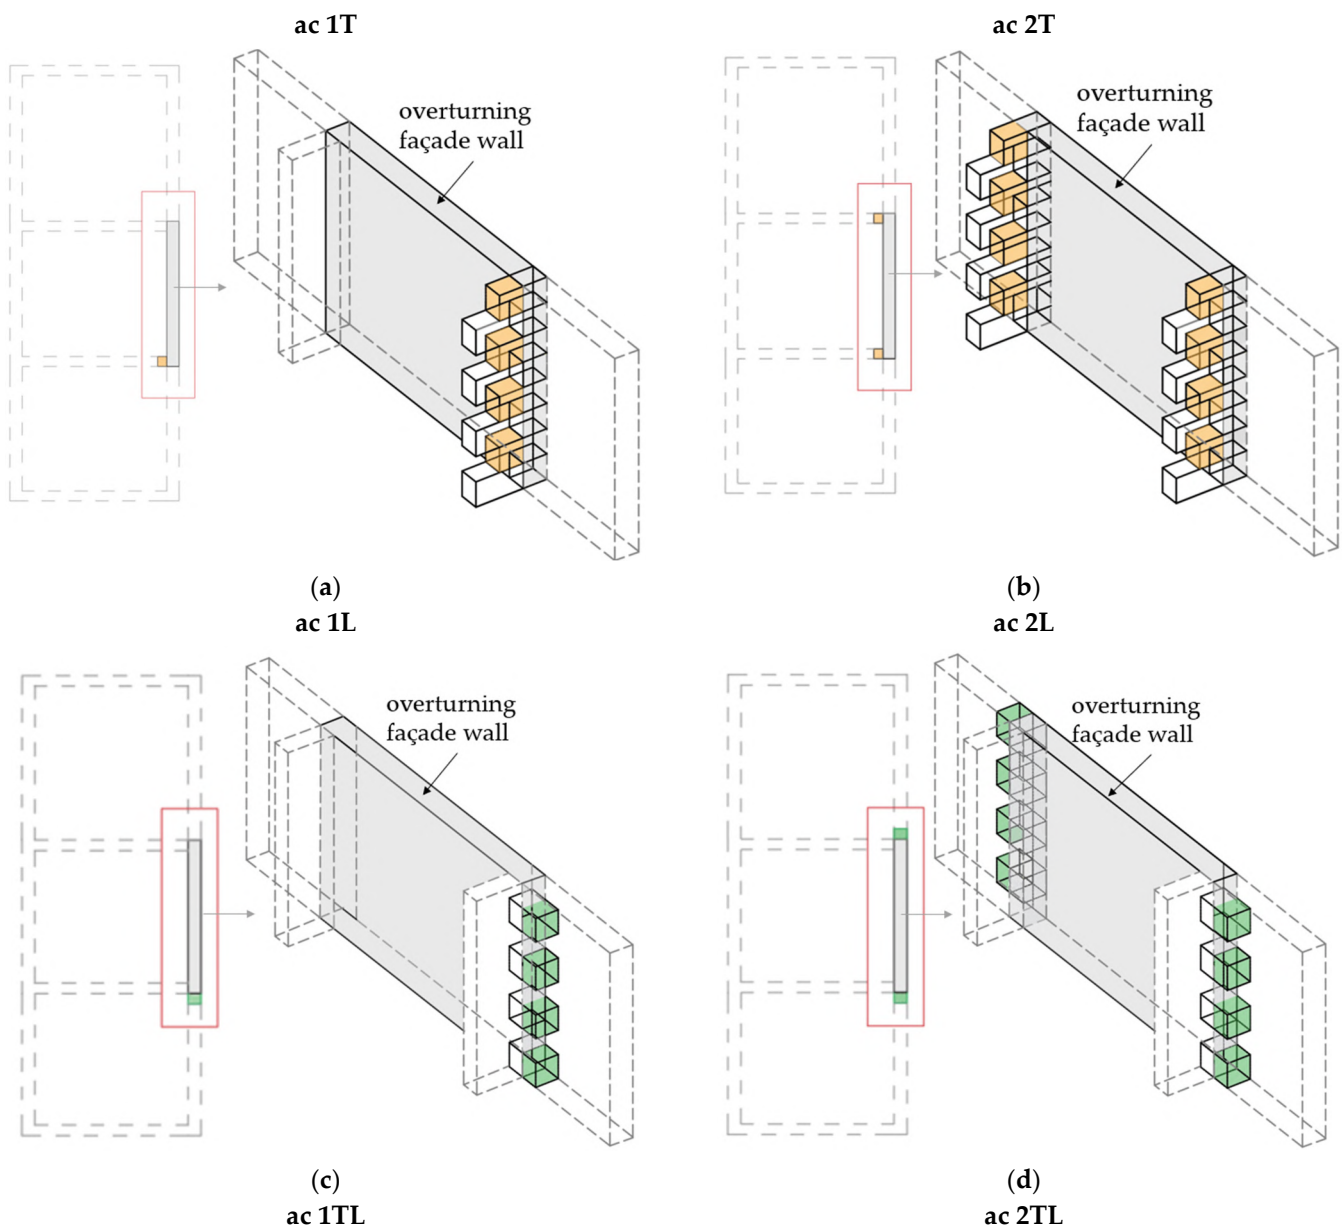 ac 1T
ac 2T
overturning
façade wall
overturning
façade wall
(a)
(b)
ac 1L
ac 2L
overturning
façade wall
overturning
façade wall
(c)
(d)
ac 1TL
ac 2TL